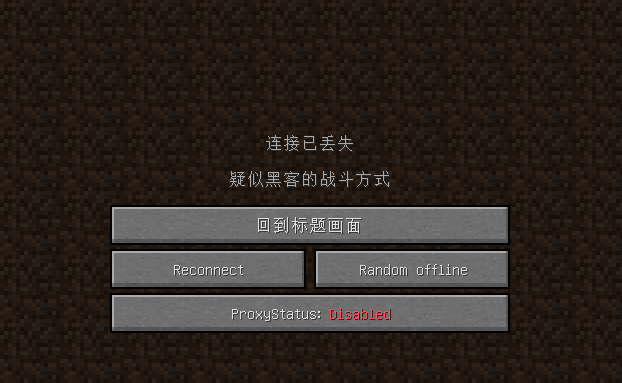 连接已丢失
疑似黑客的战斗方式
回到标题画面
Reconnect
Random offline
ProxyStatus: Disabled